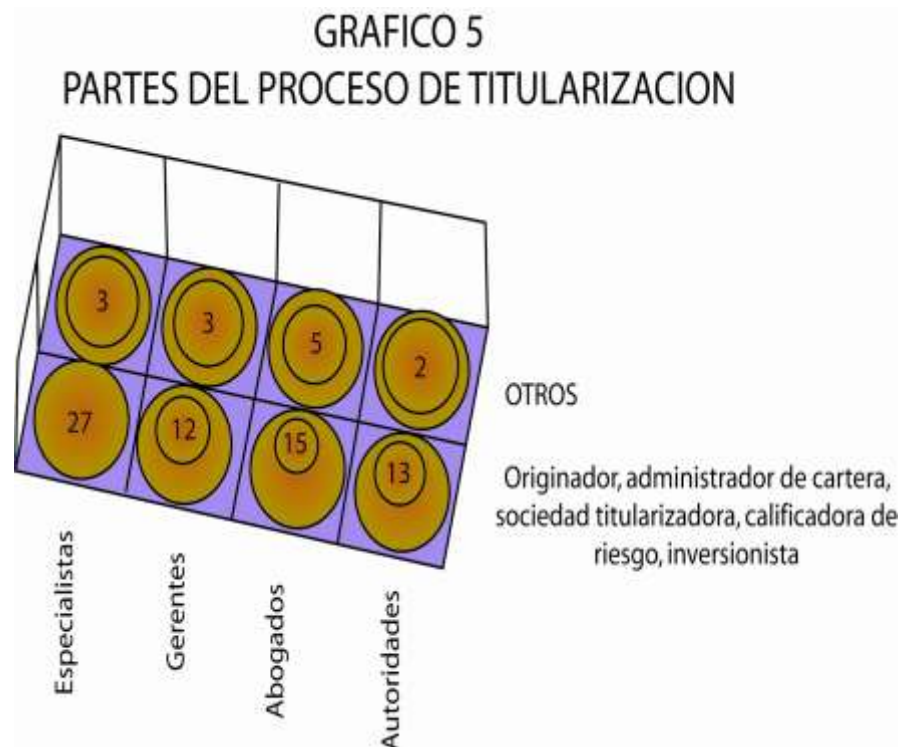 GRAFICO 5
PARTES DEL PROCESO DE TITULARIZACION
3
3
5
2
OTROS
27
12
15
13
Originador, administrador de cartera,
sociedad titularizadora, calificadora de
riesgo, inversionista
Especialistas
Gerentes
Abogados
Autoridades